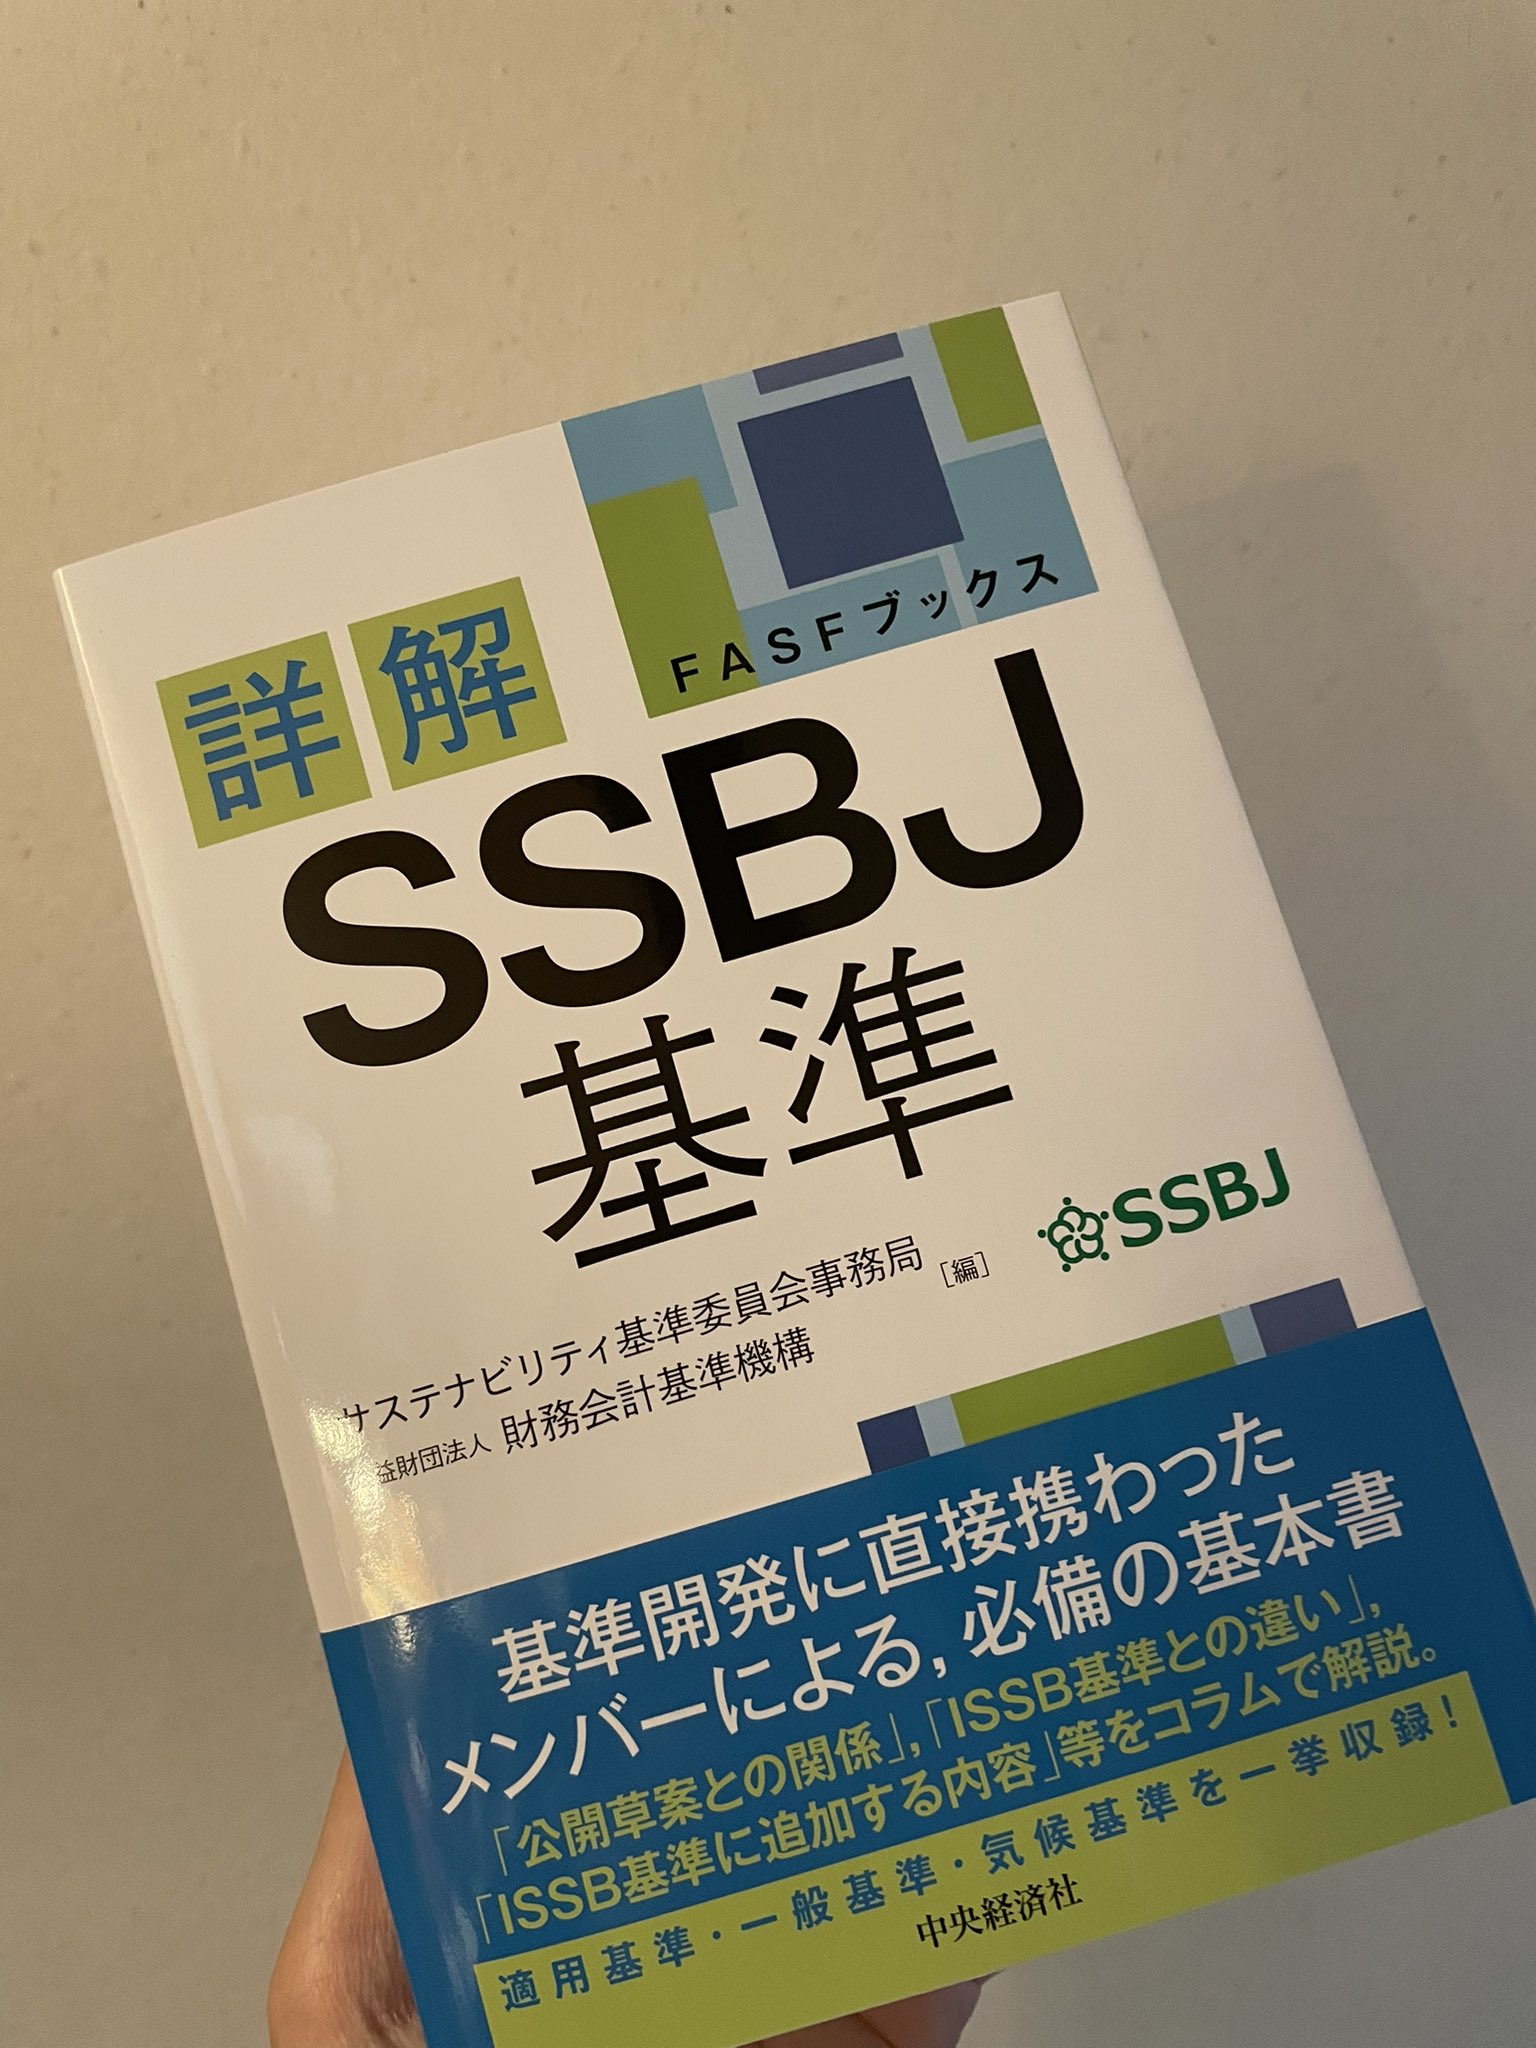 FASFブックス
詳解
SSBJ
基準
SSBJ
サステナビリティ基準委員会事務局
益財団法人 財務会計基準機構
[編]
基準開発に直接携わった
メンバーによる,必備の基本書
「公開草案との関係」,「ISSB基準との違い」,
「ISSB基準に追加する内容」等をコラムで解説。
適用基準・一般基準・気候基準を一挙収録!
中央経済社